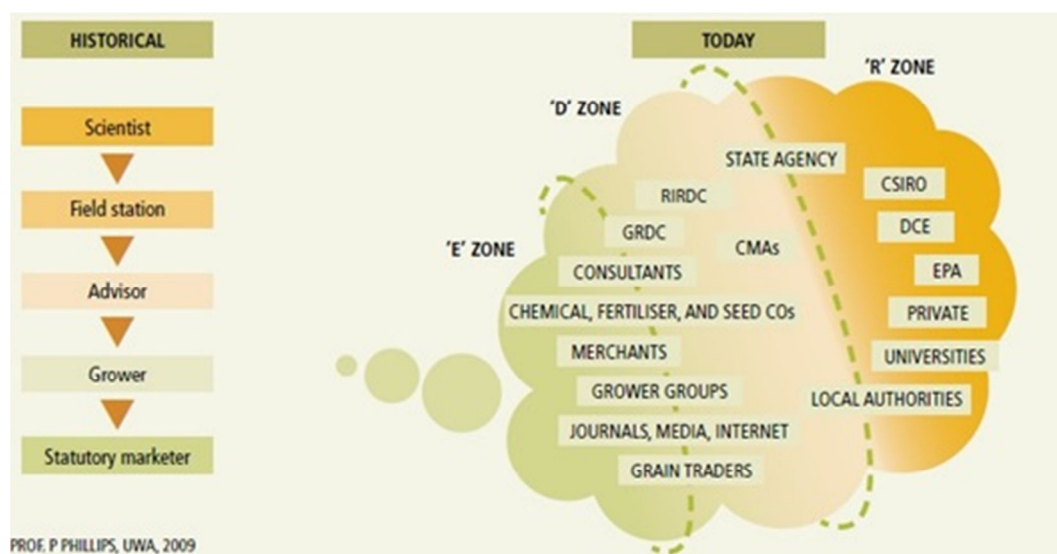 HISTORICAL
Scientist
Field station
Advisor
Grower
Statutory marketer
PROF. P PHILLIPS, UWA, 2009
TODAY
'R' ZONE
'D' ZONE
'E' ZONE
STATE AGENCY
CSIRO
RIRDC
DCE
GRDC
CMAs
EPA
CONSULTANTS
CHEMICAL, FERTILISER, AND SEED COs
PRIVATE
MERCHANTS
UNIVERSITIES
GROWER GROUPS
LOCAL AUTHORITIES
JOURNALS, MEDIA, INTERNET
GRAIN TRADERS